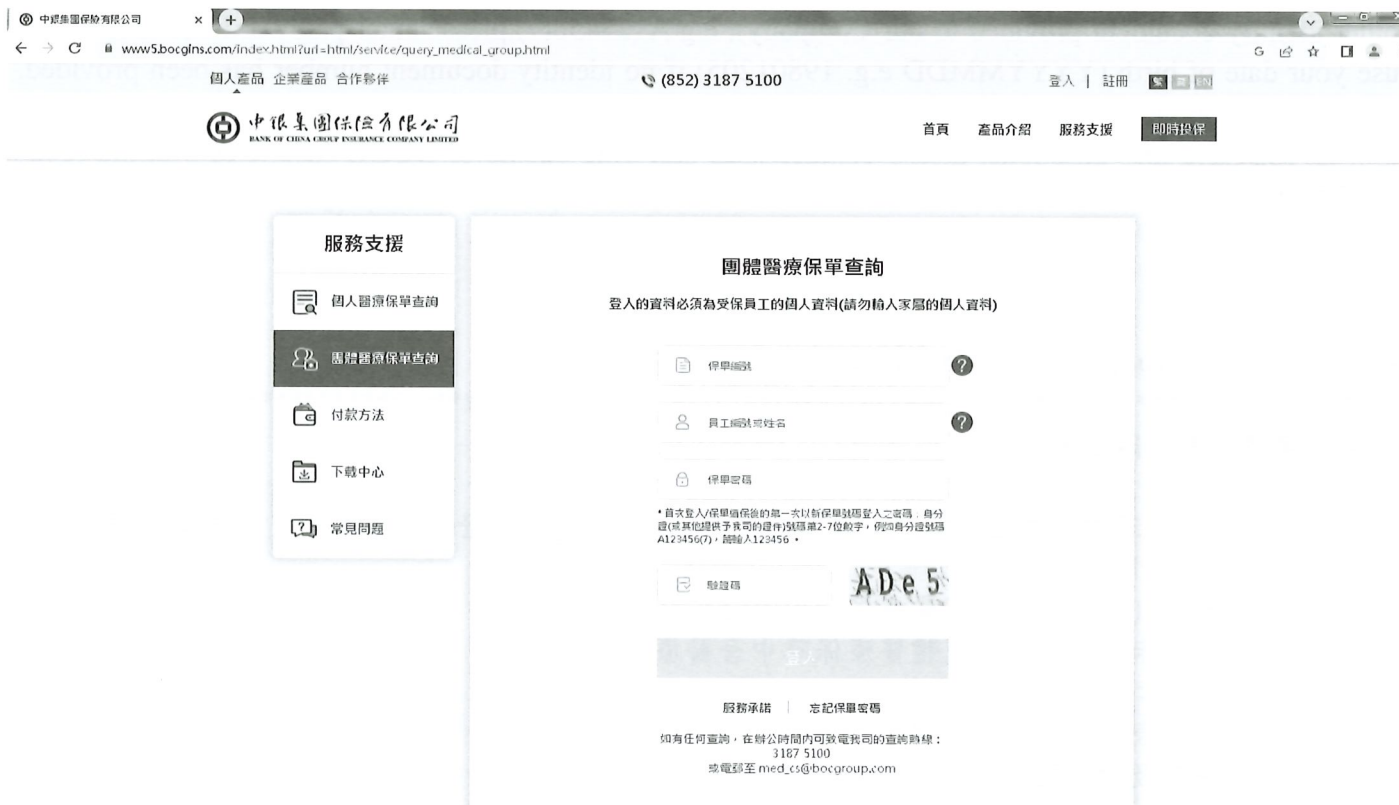 中銀集團保險有限公司
www5.bocgins.com/index.html?url=html/service/query_medical_group.html
個人產品 企業產品 合作夥伴
(852) 3187 5100
登入 | 註冊
繁 EN
中銀集團保險有限公司
BANK OF CHINA GROUP INSURANCE COMPANY LIMITED
首頁 產品介紹 服務支援 即時投保
服務支援
個人醫療保單查詢
團體醫療保單查詢
付款方法
下載中心
常見問題
團體醫療保單查詢
登入的資料必須為受保員工的個人資料(請勿輸入家屬的個人資料)
保單編號
?
員工編號或姓名
?
保單密碼
*首次登入/保單續保後的第一次以新保單號碼登入之密碼：身分
證(或其他提供予我司的證件)號碼第2-7位數字，例如身分證號碼
A123456(7)，請輸入123456。
驗證碼
ADe5
登入
服務承諾 | 忘記保單密碼
如有任何查詢，在辦公時間內可致電我司的查詢熱線：
3187 5100
或電郵至 med_cs@bocgroup.com